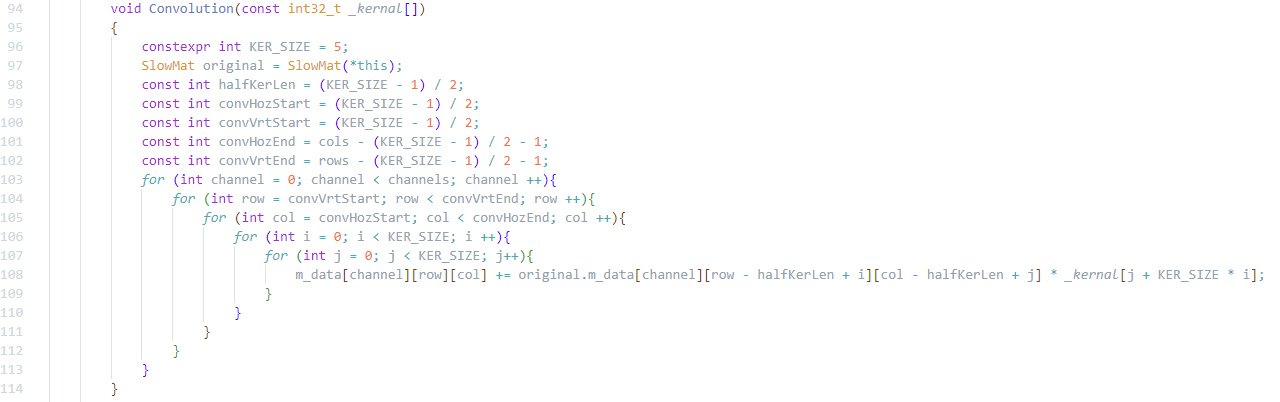 94 void Convolution(const int32_t _kernal[])
95 {
96 constexpr int KER_SIZE = 5;
97 SlowMat original = SlowMat(*this);
98 const int halfKerLen = (KER_SIZE - 1) / 2;
99 const int convHozStart = (KER_SIZE - 1) / 2;
100 const int convVrtStart = (KER_SIZE - 1) / 2;
101 const int convHozEnd = cols - (KER_SIZE - 1) / 2 - 1;
102 const int convVrtEnd = rows - (KER_SIZE - 1) / 2 - 1;
103 for (int channel = 0; channel < channels; channel ++){
104 for (int row = convVrtStart; row < convVrtEnd; row ++){
105 for (int col = convHozStart; col < convHozEnd; col ++){
106 for (int i = 0; i < KER_SIZE; i ++){
107 for (int j = 0; j < KER_SIZE; j++){
108 m_data[channel][row][col] += original.m_data[channel][row - halfKerLen + i][col - halfKerLen + j] * _kernal[j + KER_SIZE * i];
109 }
110 }
111 }
112 }
113 }
114 }